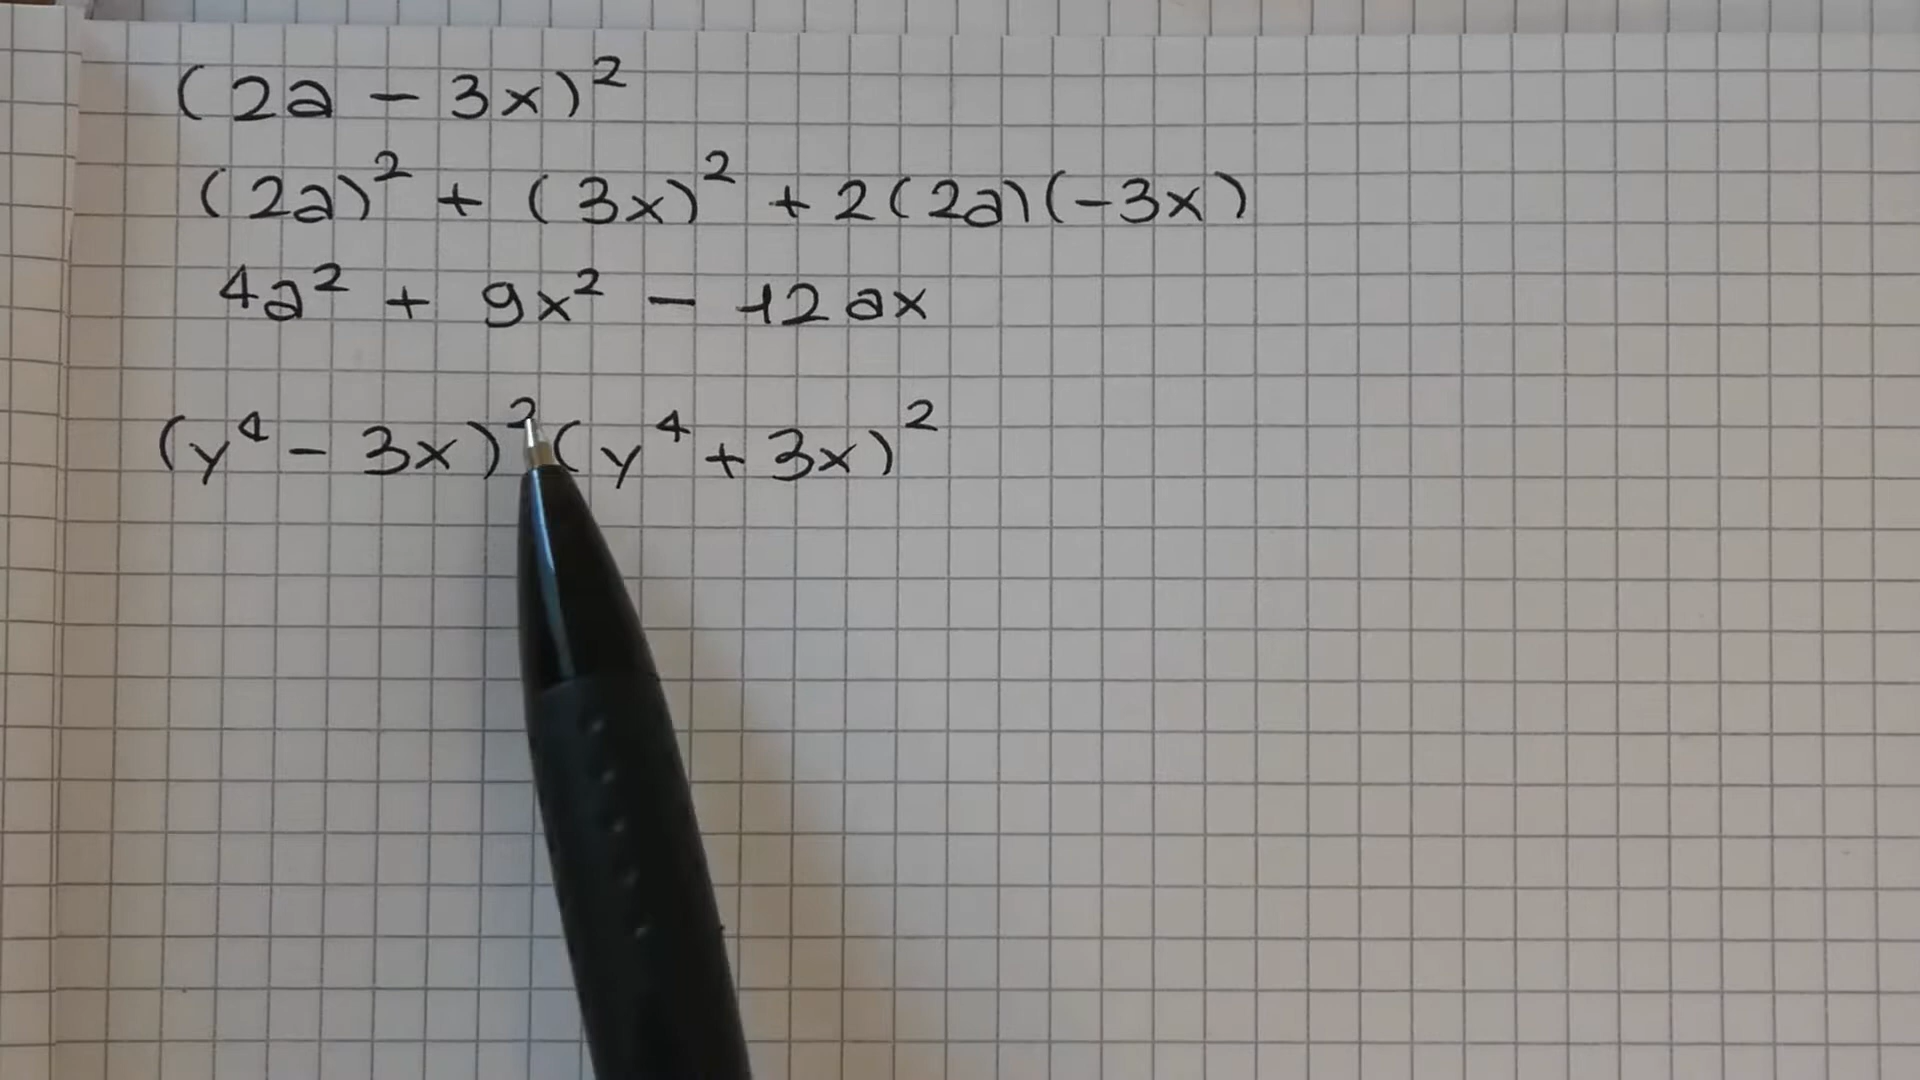 (2a - 3x)²
(2a)² + (3x)² + 2(2a)(-3x)
4a² + 9x² - 12ax
(y⁴ - 3x)²(y⁴ + 3x)²